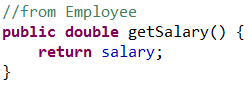 //from Employee
public double getSalary() {
    return salary;
}